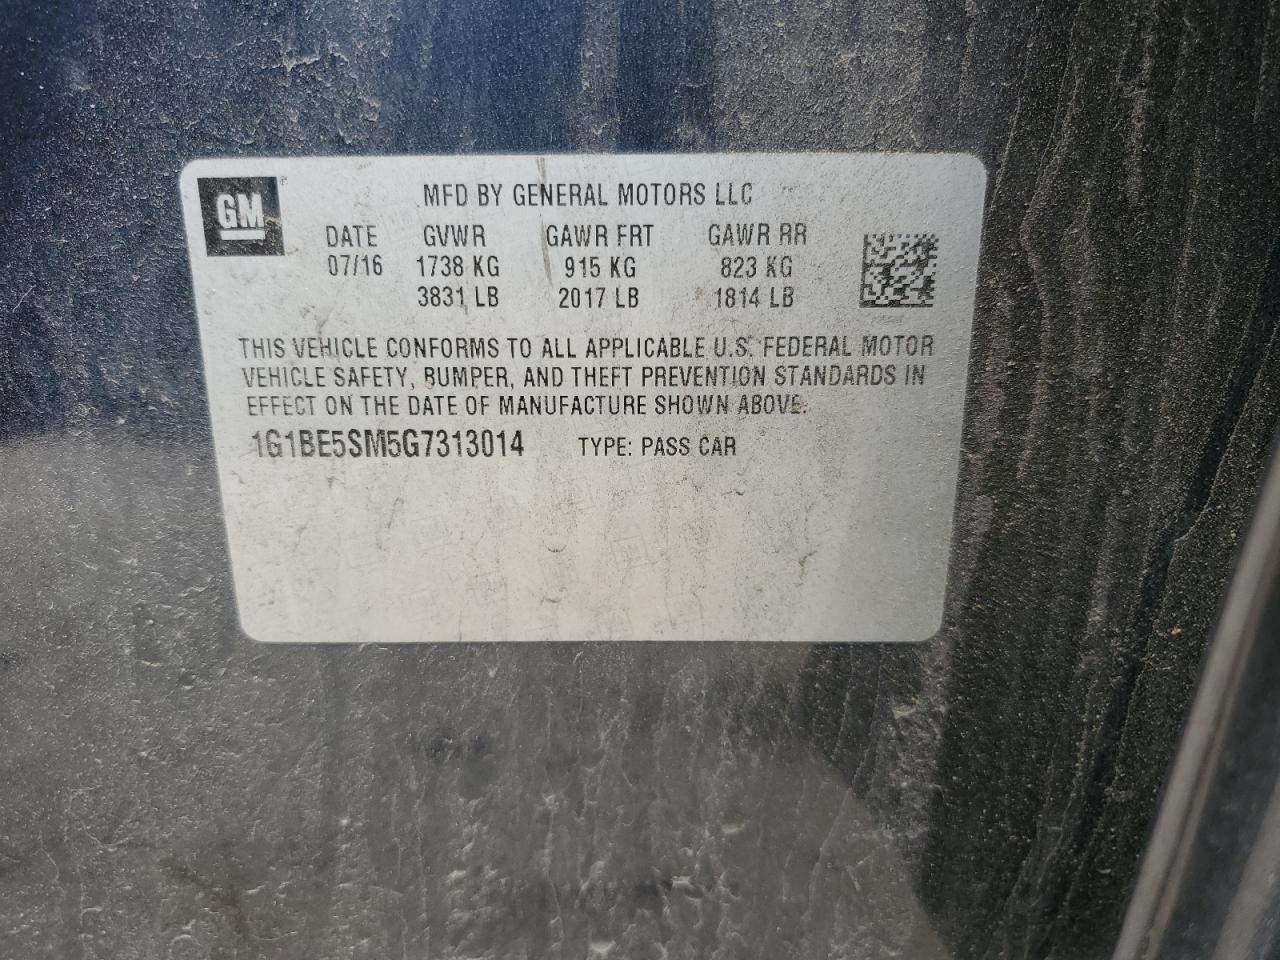 GM
MFD BY GENERAL MOTORS LLC
DATE GVWR GAWR FRT GAWR RR
07/16 1738 KG 915 KG 823 KG
3831 LB 2017 LB 1814 LB
THIS VEHICLE CONFORMS TO ALL APPLICABLE U.S. FEDERAL MOTOR
VEHICLE SAFETY, BUMPER, AND THEFT PREVENTION STANDARDS IN
EFFECT ON THE DATE OF MANUFACTURE SHOWN ABOVE.
1G1BE5SM5G7313014 TYPE: PASS CAR